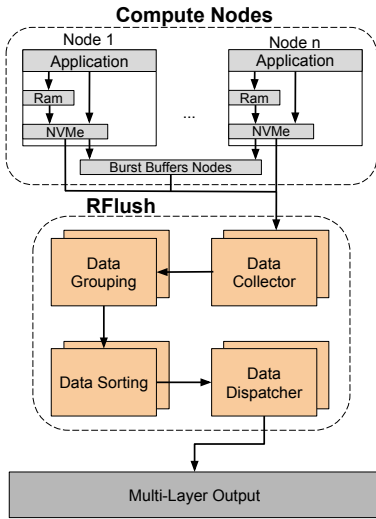 Compute Nodes
Node 1
Node n
Application
Application
Ram
Ram
...
NVMe
NVMe
Burst Buffers Nodes
RFlush
Data
Grouping
Data
Collector
Data Sorting
Data
Dispatcher
Multi-Layer Output